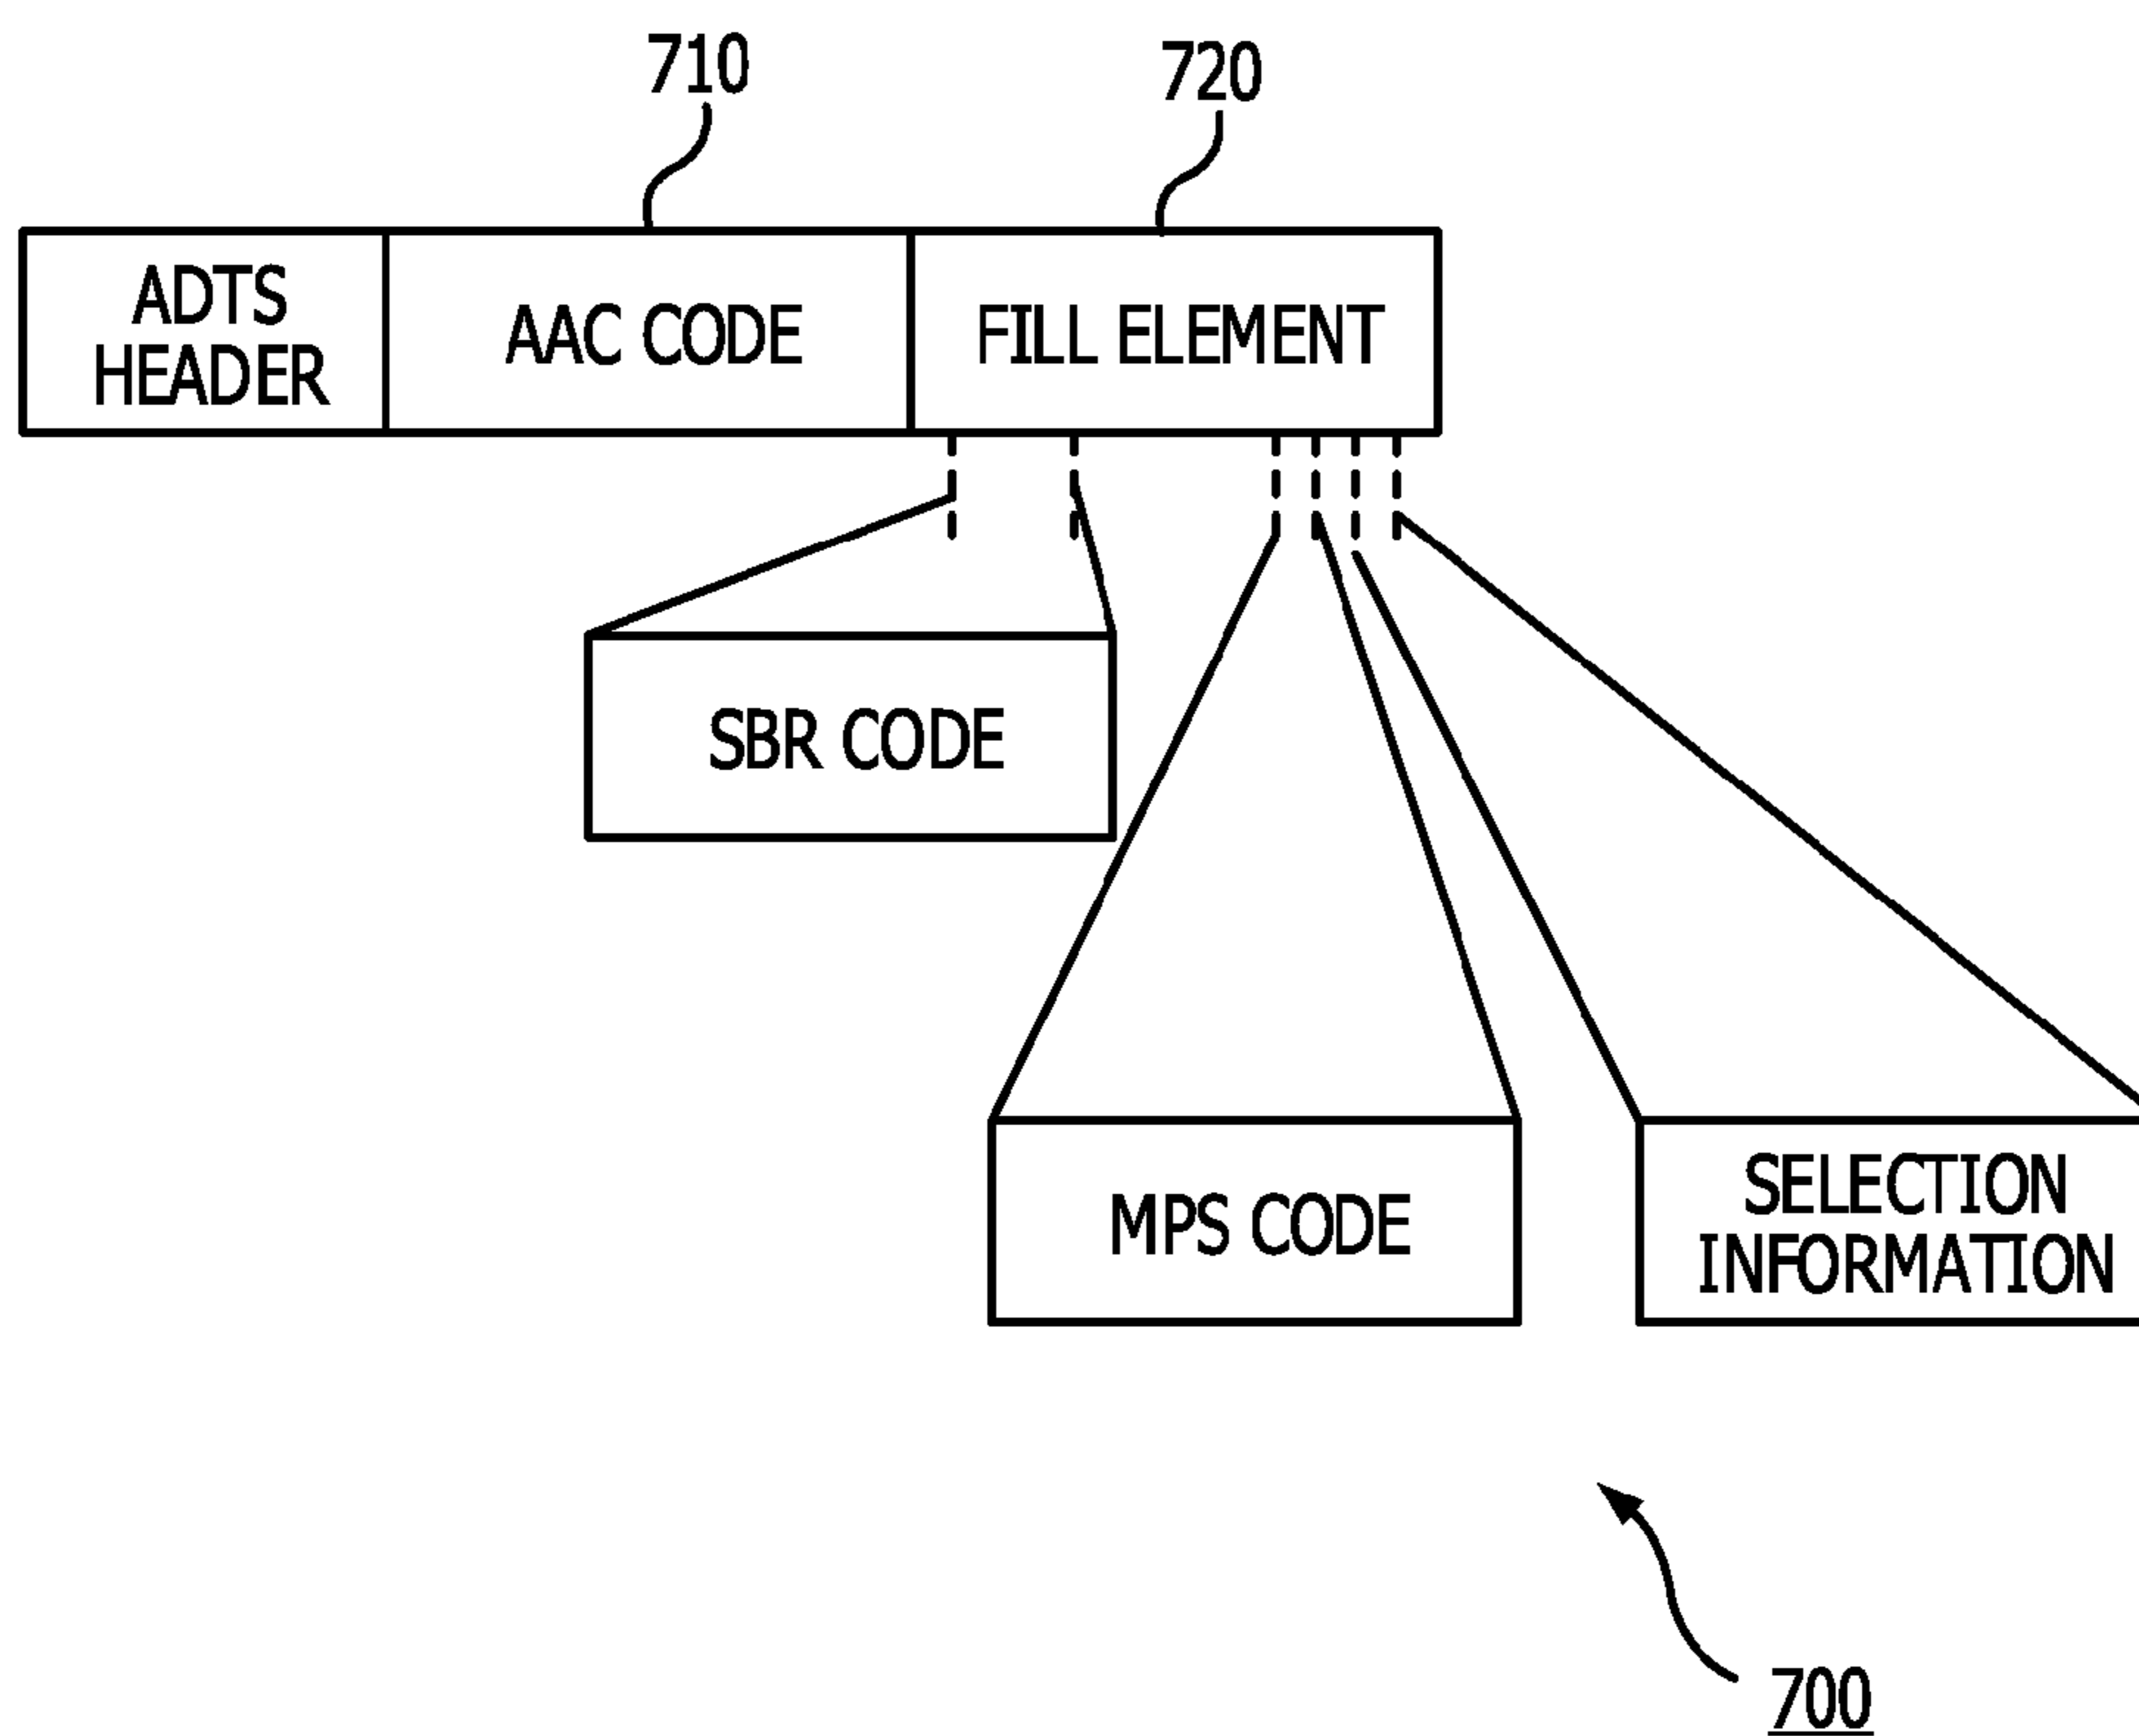 710
720
ADTS
HEADER
AAC CODE
FILL ELEMENT
SBR CODE
MPS CODE
SELECTION
INFORMATION
700